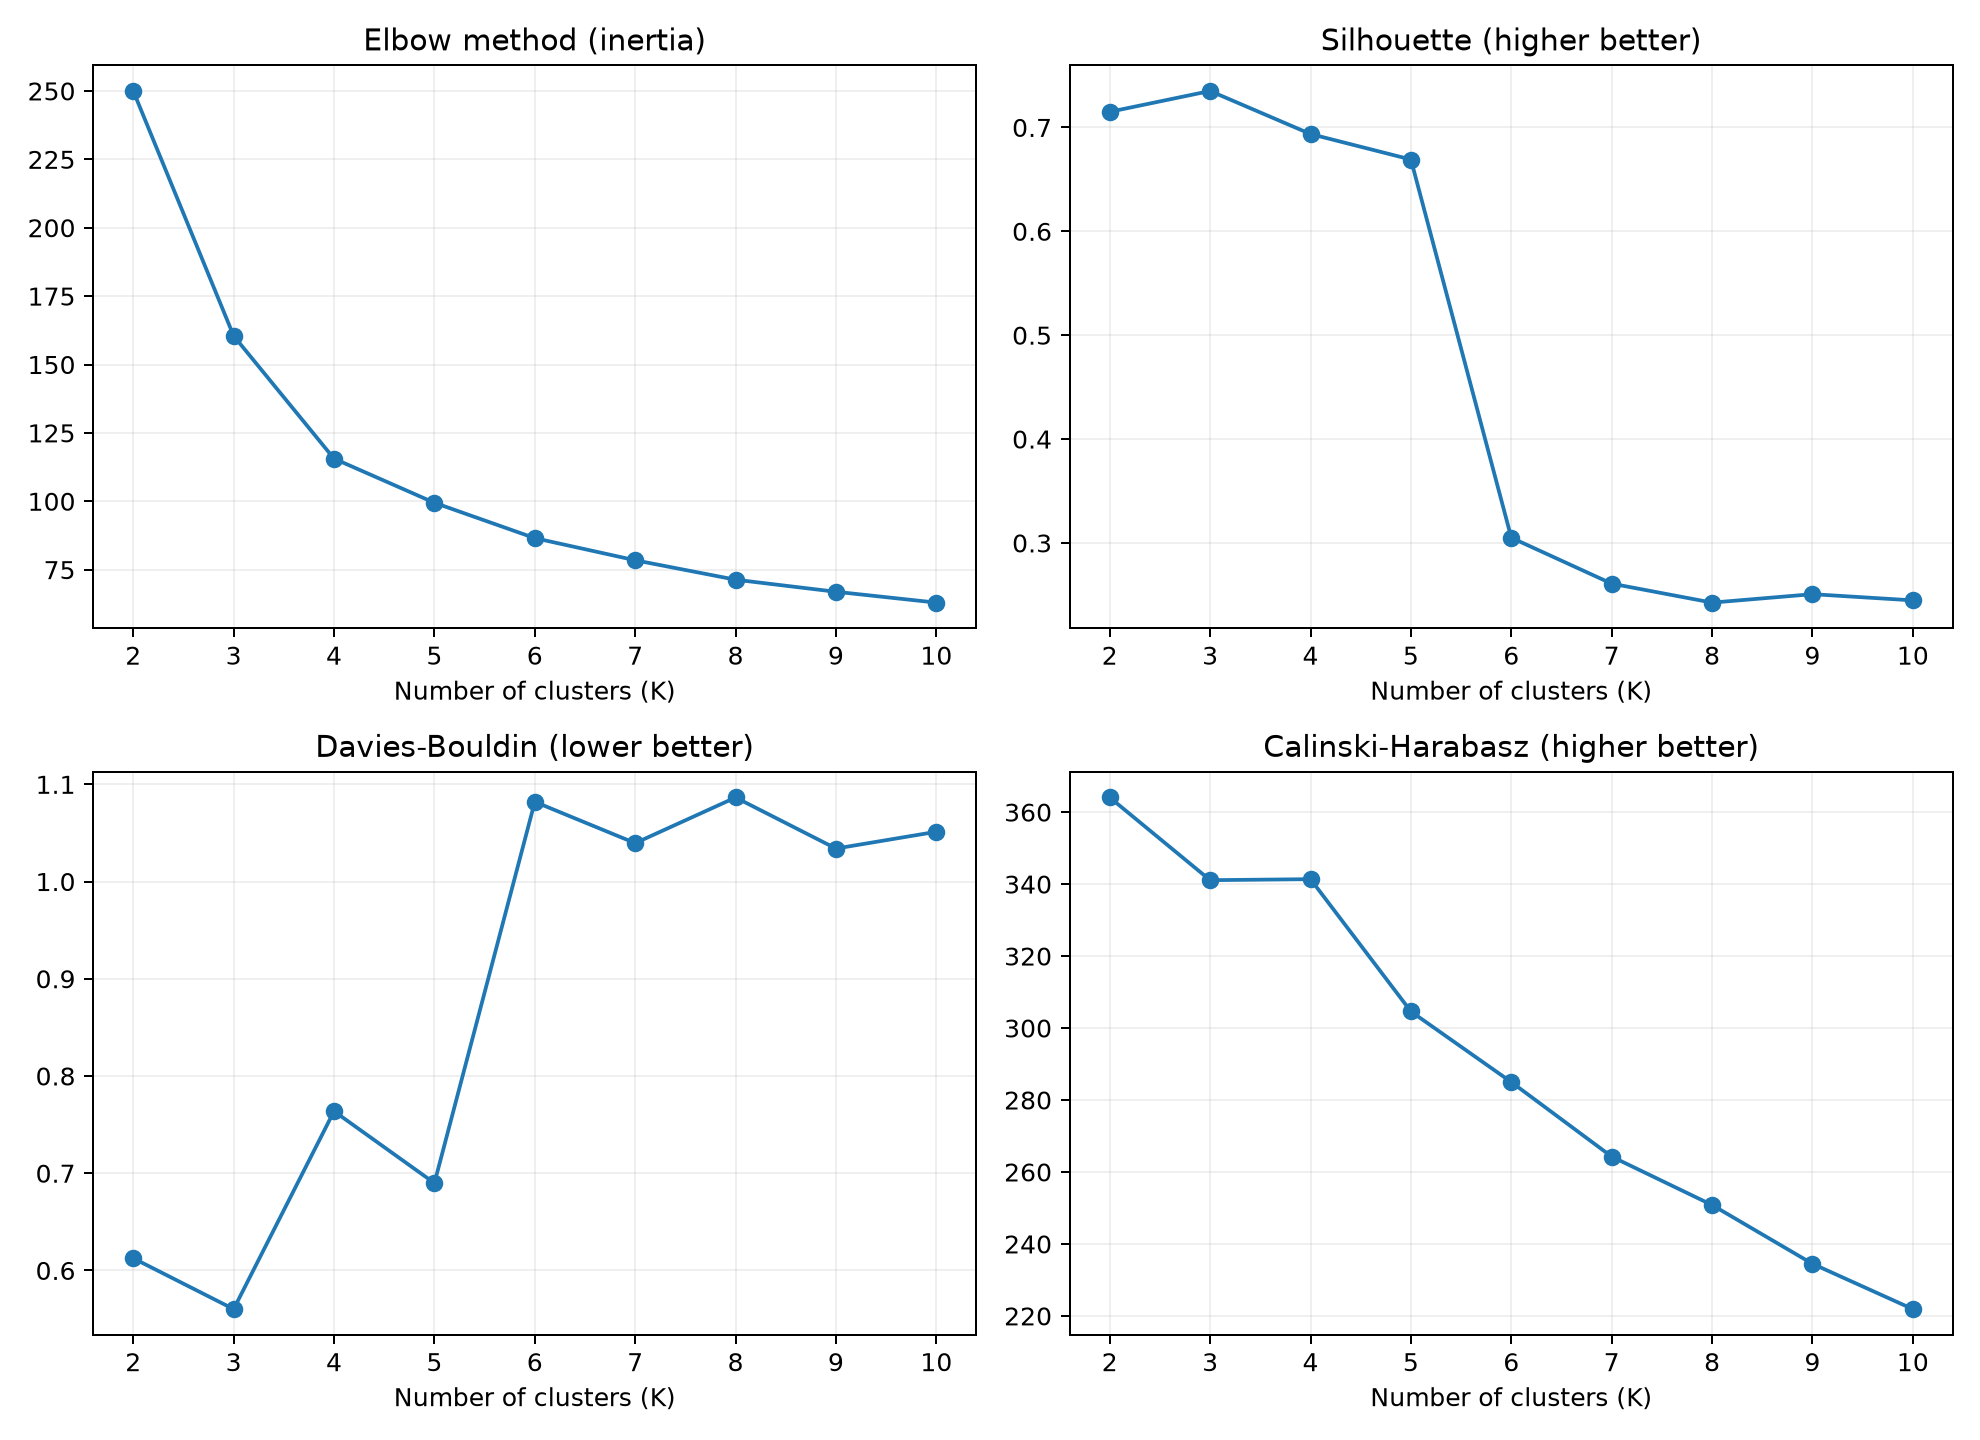 Elbow method (inertia)
250
225
200
175
150
125
100
75
2 3 4 5 6 7 8 9 10
Number of clusters (K)
Silhouette (higher better)
0.7
0.6
0.5
0.4
0.3
2 3 4 5 6 7 8 9 10
Number of clusters (K)
Davies-Bouldin (lower better)
1.1
1.0
0.9
0.8
0.7
0.6
2 3 4 5 6 7 8 9 10
Number of clusters (K)
Calinski-Harabasz (higher better)
360
340
320
300
280
260
240
220
2 3 4 5 6 7 8 9 10
Number of clusters (K)